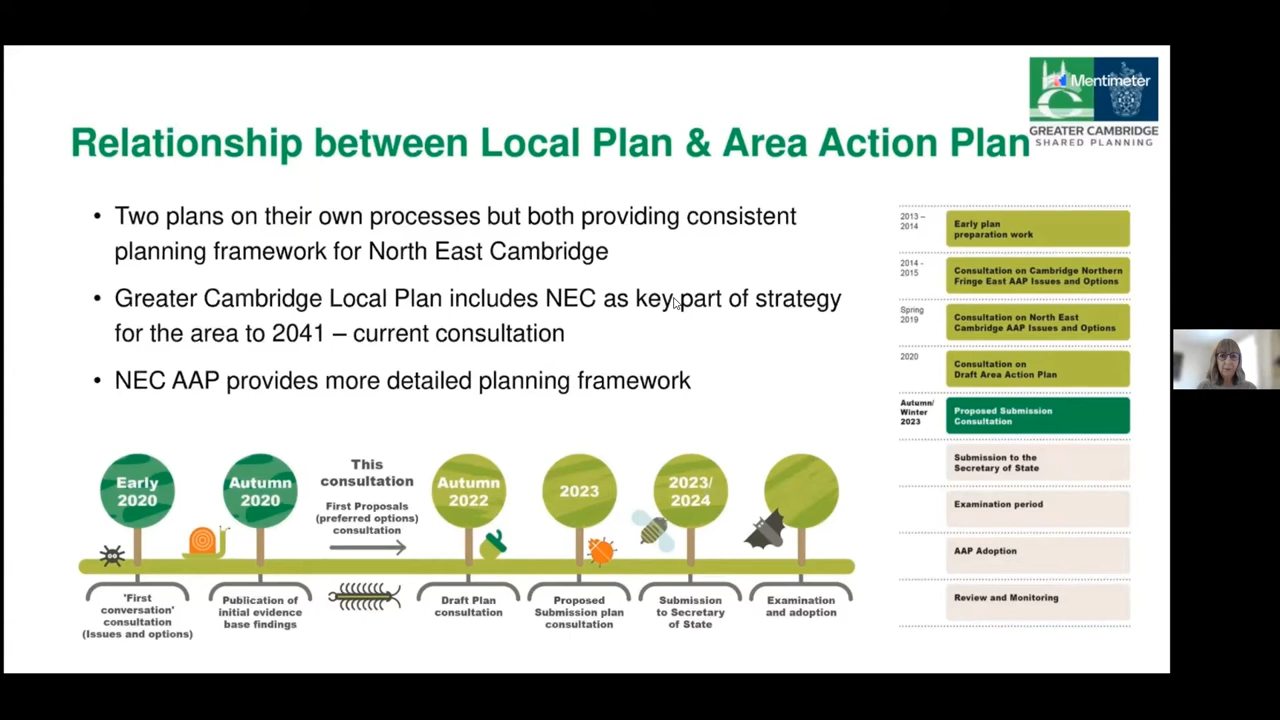 Mentimeter
GREATER CAMBRIDGE
SHARED PLANNING
Relationship between Local Plan & Area Action Plan
• Two plans on their own processes but both providing consistent
planning framework for North East Cambridge
• Greater Cambridge Local Plan includes NEC as key part of strategy
for the area to 2041 – current consultation
• NEC AAP provides more detailed planning framework
2013 –
2014
Early plan
preparation work
2014 -
2015
Consultation on Cambridge Northern
Fringe East AAP Issues and Options
Spring
2019
Consultation on North East
Cambridge AAP Issues and Options
2020
Consultation on
Draft Area Action Plan
Autumn/
Winter
2023
Proposed Submission
Consultation
Submission to the
Secretary of State
Examination period
AAP Adoption
Review and Monitoring
Early
2020
Autumn
2020
This
consultation
First Proposals
(preferred options)
consultation
Autumn
2022
2023
2023/
2024
'First
conversation'
consultation
(Issues and options)
Publication of
initial evidence
base findings
Draft Plan
consultation
Proposed
Submission plan
consultation
Submission
to Secretary
of State
Examination
and adoption